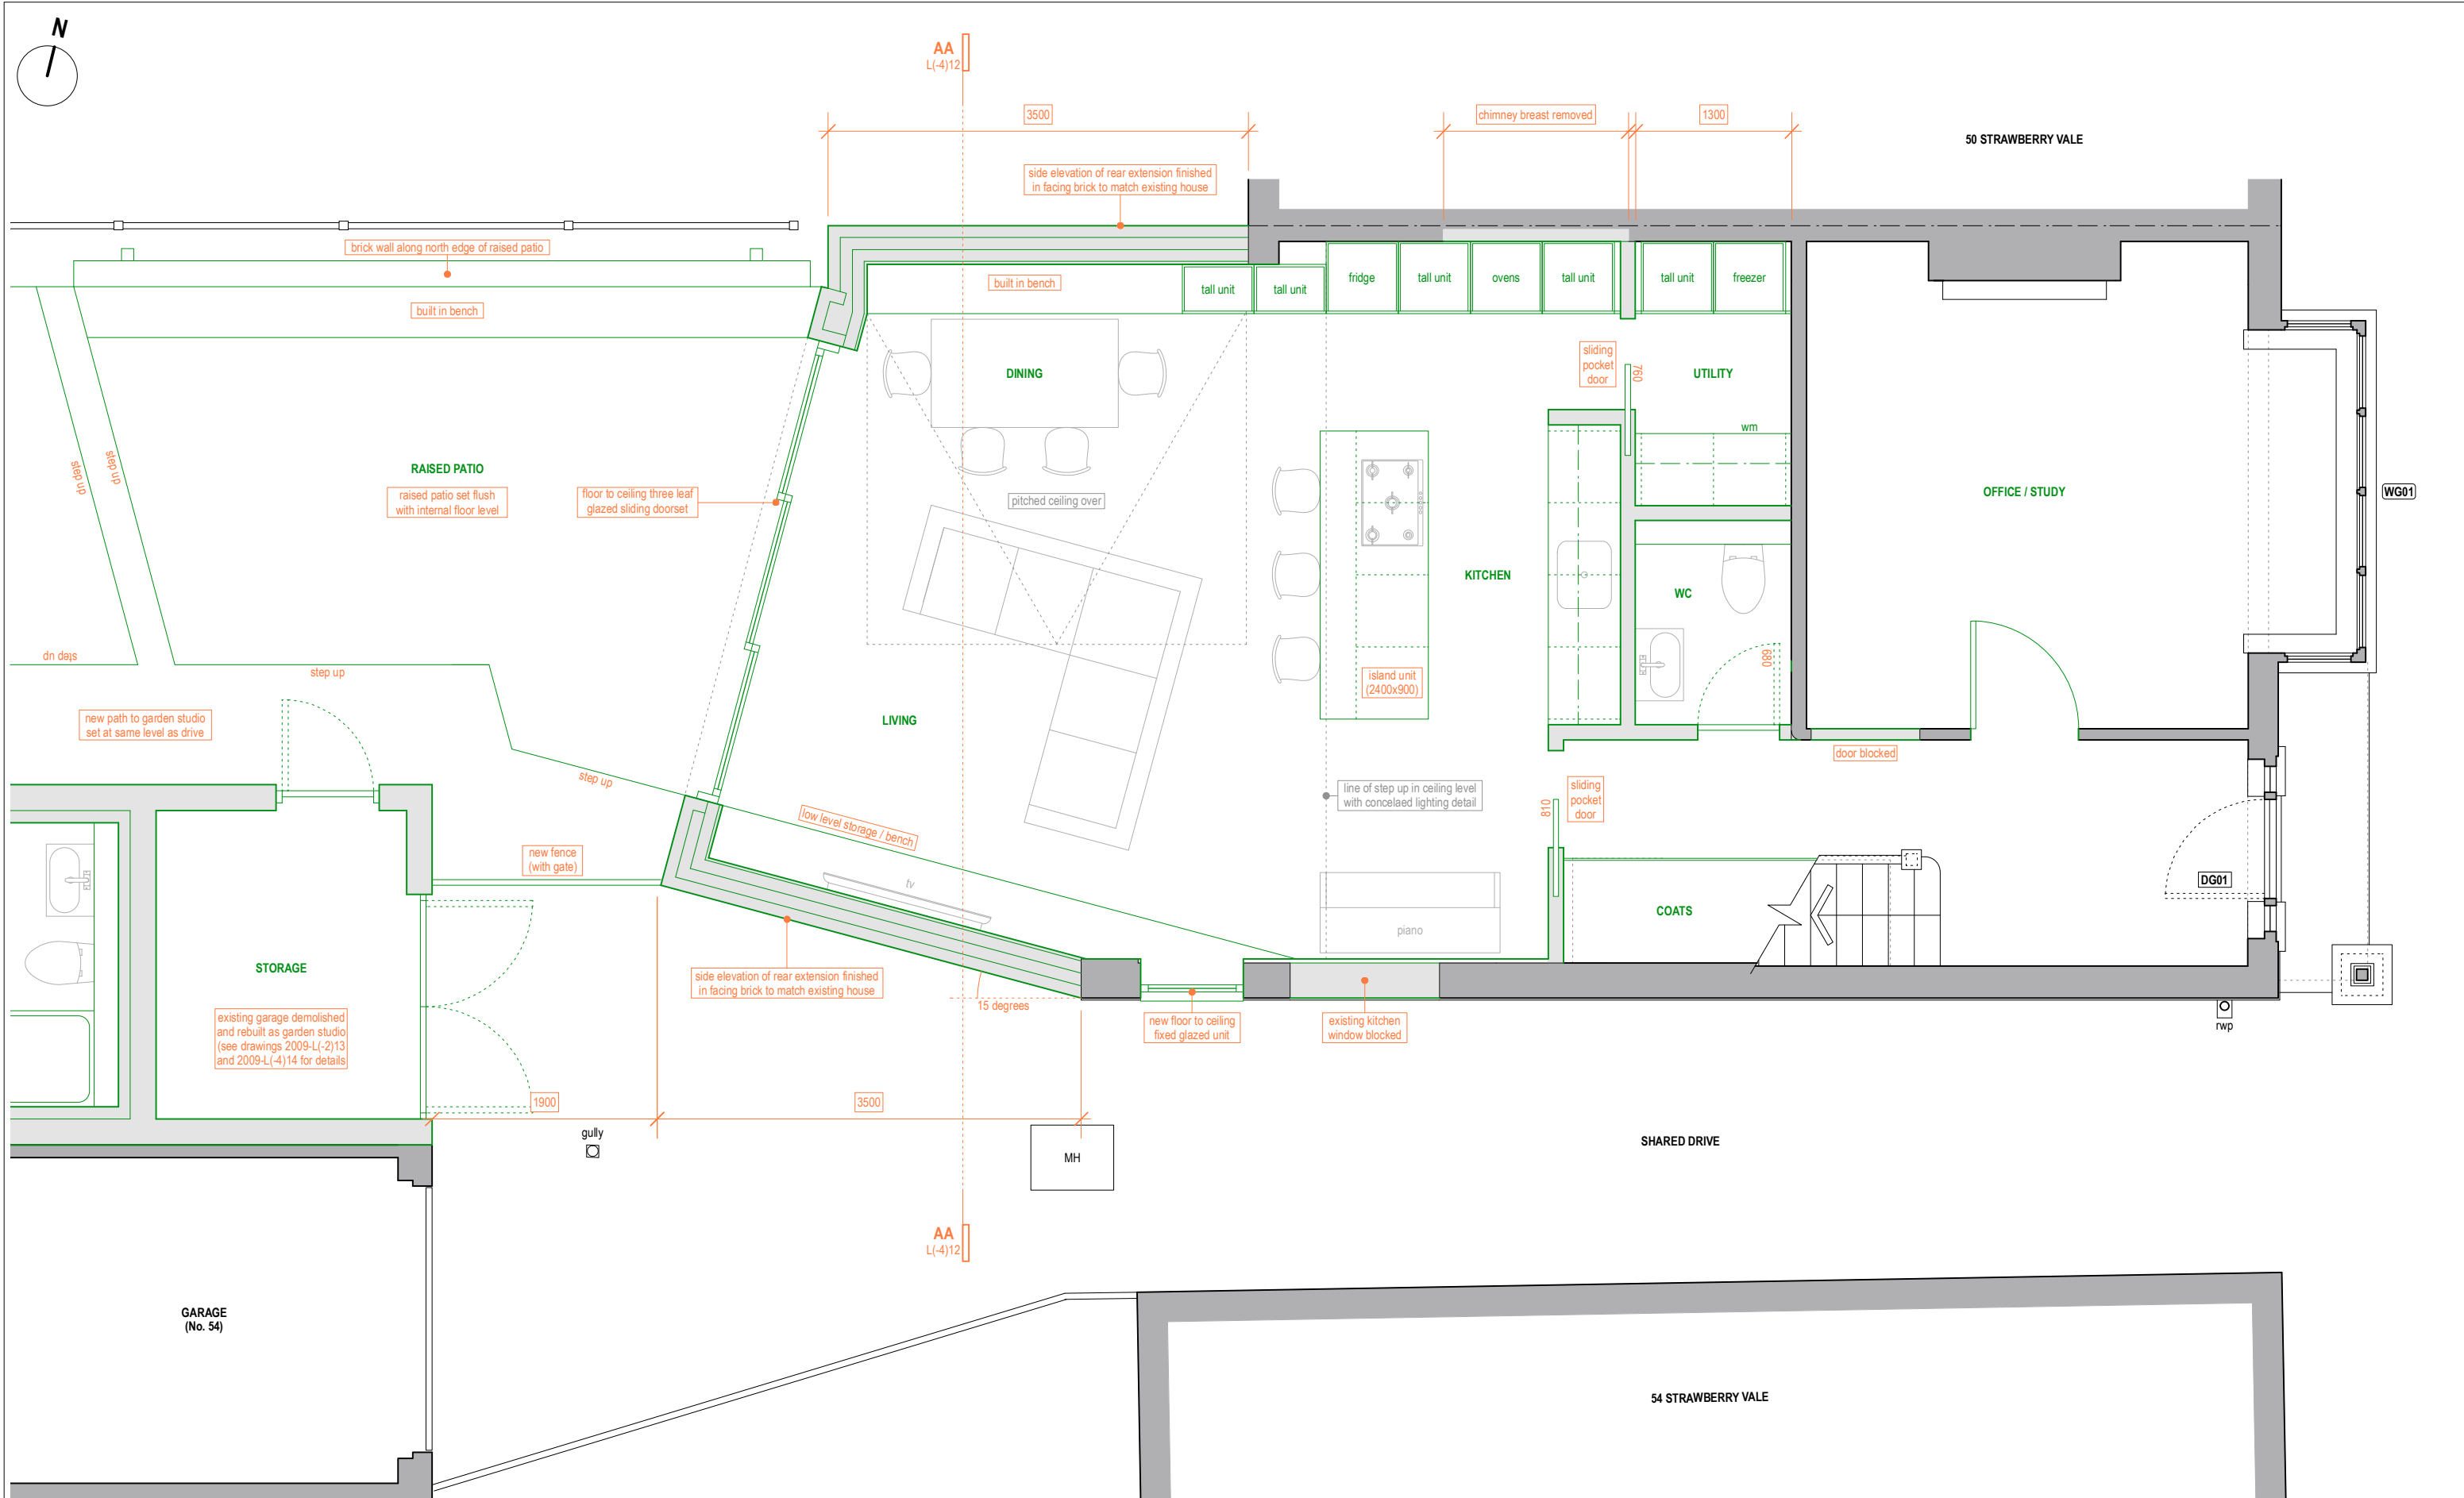 N
AA
L(-4)12
3500
chimney breast removed
1300
50 STRAWBERRY VALE
side elevation of rear extension finished
in facing brick to match existing house
brick wall along north edge of raised patio
built in bench
built in bench
tall unit
tall unit
fridge
tall unit
ovens
tall unit
tall unit
freezer
sliding
pocket
door
760
DINING
UTILITY
wm
step up
step up
RAISED PATIO
raised patio set flush
with internal floor level
floor to ceiling three leaf
glazed sliding doorset
pitched ceiling over
OFFICE / STUDY
WG01
KITCHEN
WC
step up
step up
680
island unit
(2400x900)
new path to garden studio
set at same level as drive
LIVING
door blocked
step up
line of step up in ceiling level
with concelaed lighting detail
810
sliding
pocket
door
low level storage / bench
new fence
(with gate)
tv
DG01
COATS
piano
STORAGE
side elevation of rear extension finished
in facing brick to match existing house
15 degrees
existing garage demolished
and rebuilt as garden studio
(see drawings 2009-L(-2)13
and 2009-L(-4)14 for details
new floor to ceiling
fixed glazed unit
existing kitchen
window blocked
rwp
1900
3500
gully
MH
SHARED DRIVE
AA
L(-4)12
GARAGE
(No. 54)
54 STRAWBERRY VALE